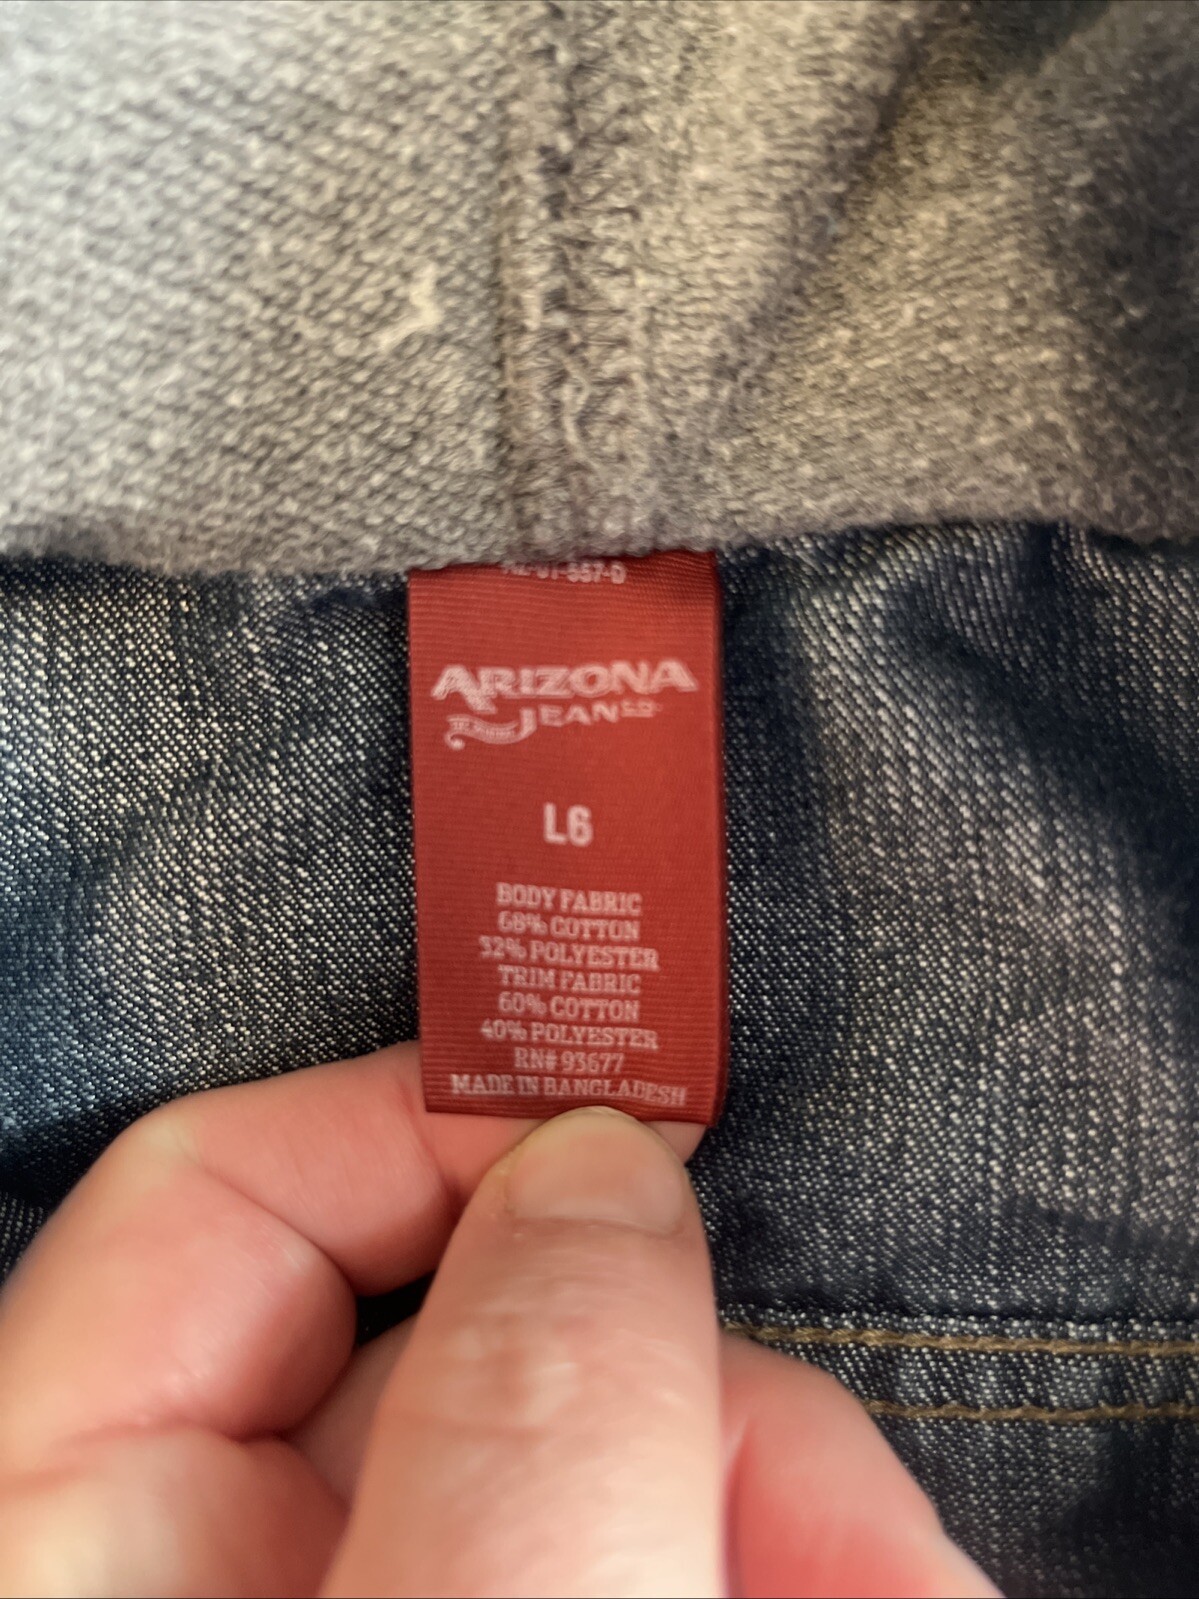 ARIZONA
JEAN CO.
L6
BODY FABRIC
68% COTTON
32% POLYESTER
TRIM FABRIC
60% COTTON
40% POLYESTER
RN# 93677
MADE IN BANGLADESH